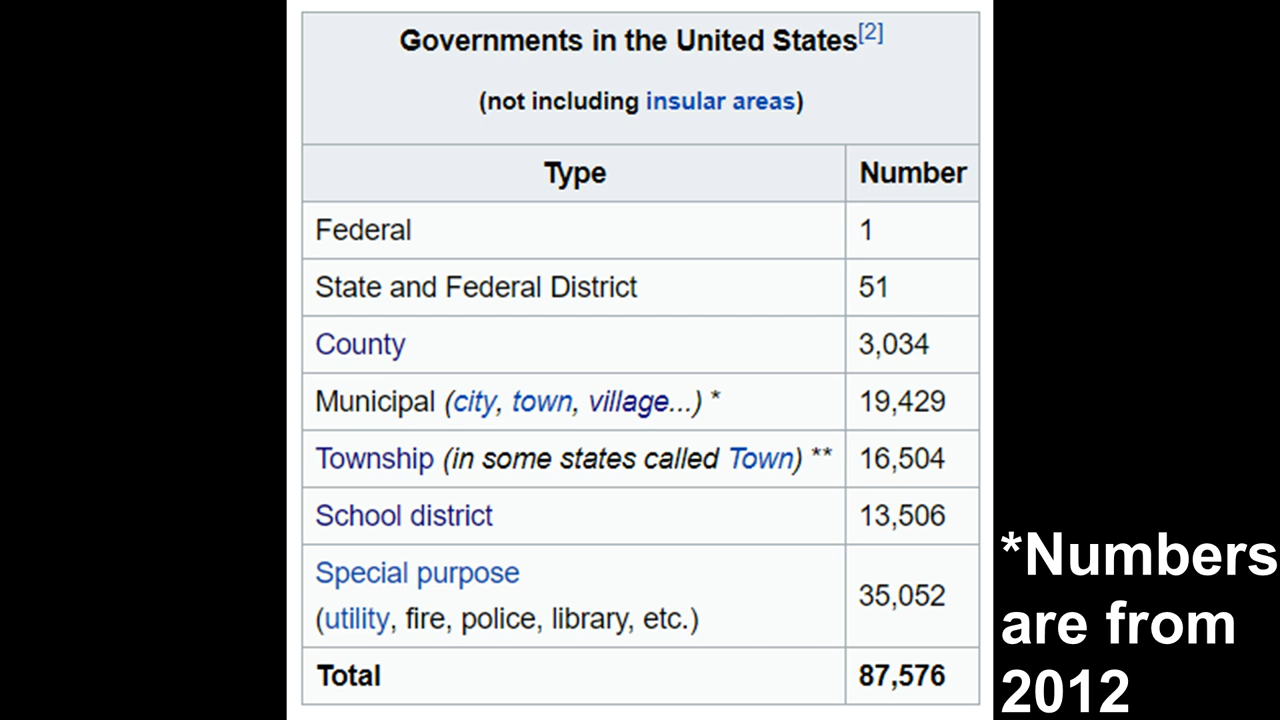 Governments in the United States[2]
(not including insular areas)
Type Number
Federal 1
State and Federal District 51
County 3,034
Municipal (city, town, village...) * 19,429
Township (in some states called Town) ** 16,504
School district 13,506
Special purpose
(utility, fire, police, library, etc.) 35,052
Total 87,576
*Numbers
are from
2012